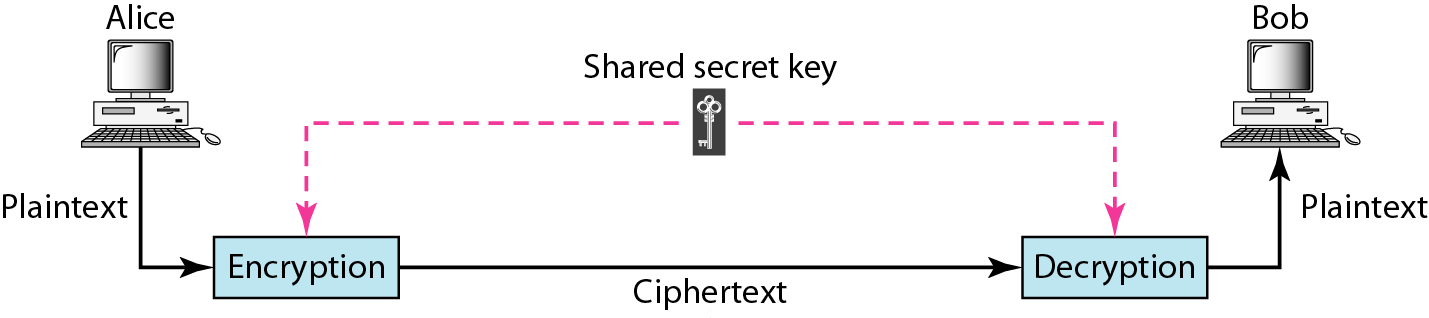 Alice
Bob
Shared secret key
Plaintext
Plaintext
Encryption
Decryption
Ciphertext